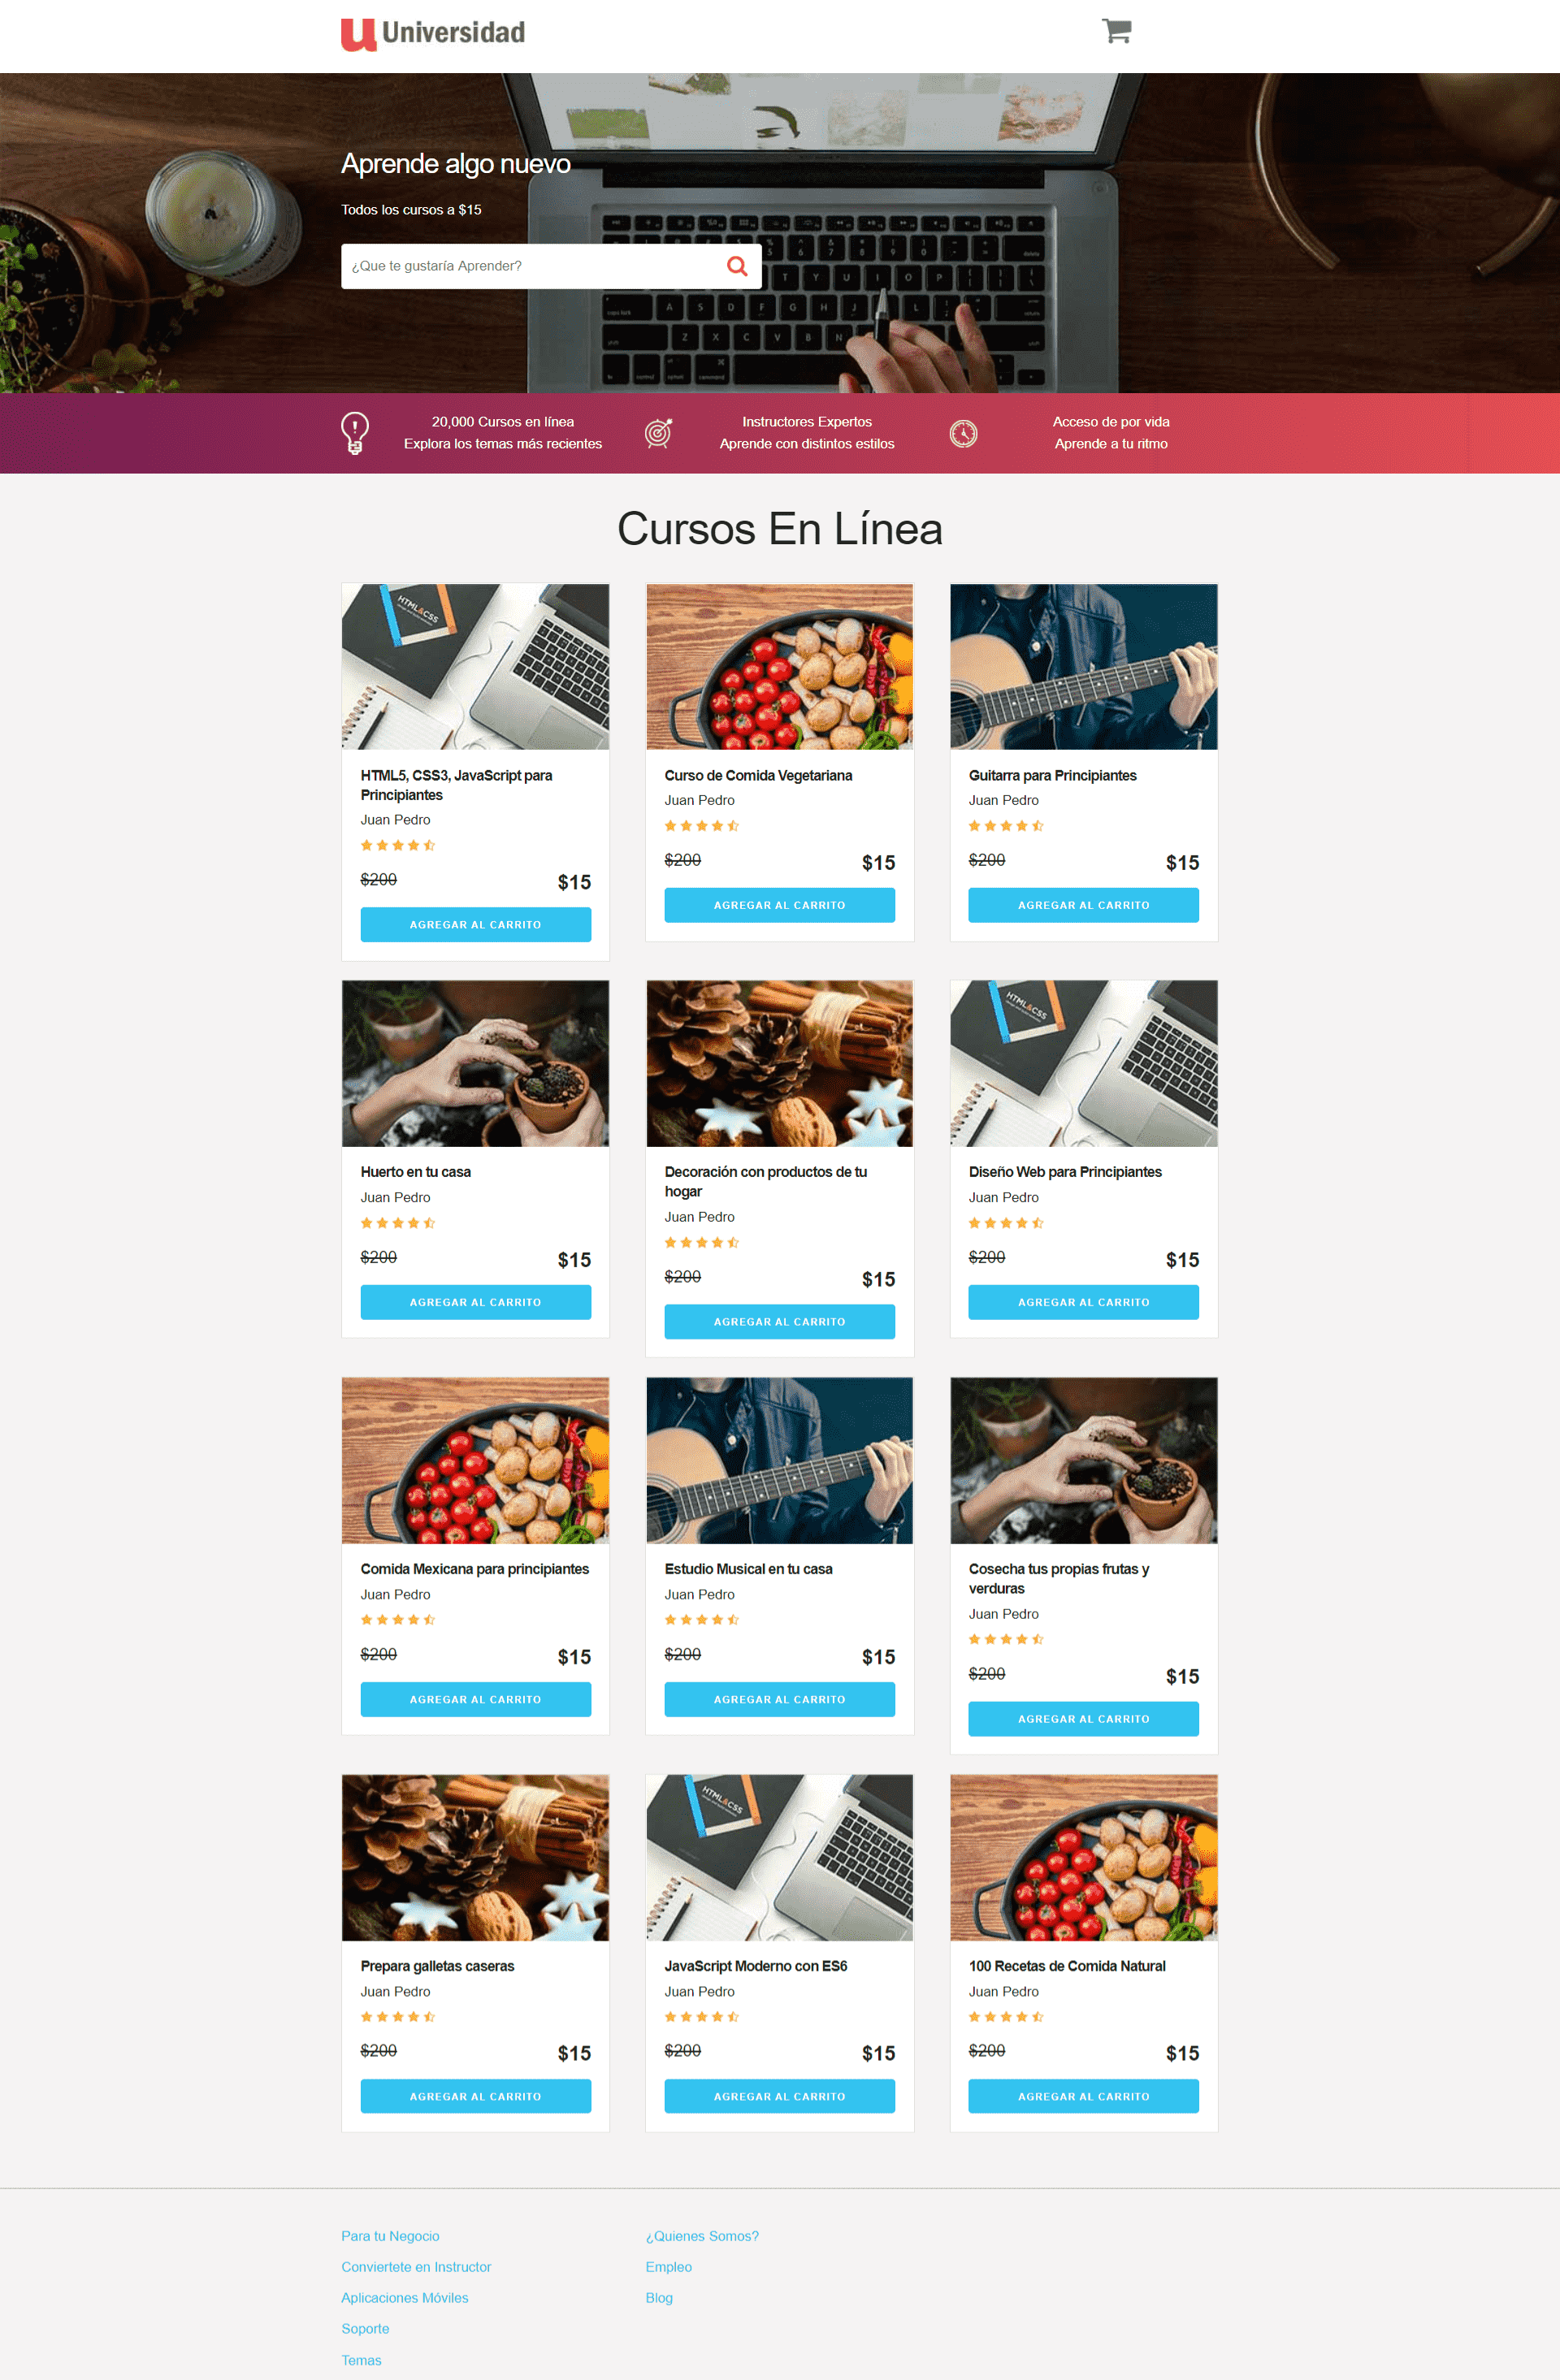 Universidad
Aprende algo nuevo
Todos los cursos a $15
¿Que te gustaría Aprender?
20,000 Cursos en línea
Explora los temas más recientes
Instructores Expertos
Aprende con distintos estilos
Acceso de por vida
Aprende a tu ritmo
Cursos En Línea
HTML&CSS
HTML5, CSS3, JavaScript para
Principiantes
Juan Pedro
$200 $15
AGREGAR AL CARRITO
Curso de Comida Vegetariana
Juan Pedro
$200 $15
AGREGAR AL CARRITO
Guitarra para Principiantes
Juan Pedro
$200 $15
AGREGAR AL CARRITO
Huerto en tu casa
Juan Pedro
$200 $15
AGREGAR AL CARRITO
Decoración con productos de tu
hogar
Juan Pedro
$200 $15
AGREGAR AL CARRITO
HTML&CSS
Diseño Web para Principiantes
Juan Pedro
$200 $15
AGREGAR AL CARRITO
Comida Mexicana para principiantes
Juan Pedro
$200 $15
AGREGAR AL CARRITO
Estudio Musical en tu casa
Juan Pedro
$200 $15
AGREGAR AL CARRITO
Cosecha tus propias frutas y
verduras
Juan Pedro
$200 $15
AGREGAR AL CARRITO
Prepara galletas caseras
Juan Pedro
$200 $15
AGREGAR AL CARRITO
HTML&CSS
JavaScript Moderno con ES6
Juan Pedro
$200 $15
AGREGAR AL CARRITO
100 Recetas de Comida Natural
Juan Pedro
$200 $15
AGREGAR AL CARRITO
Para tu Negocio
Conviertete en Instructor
Aplicaciones Móviles
Soporte
Temas
¿Quienes Somos?
Empleo
Blog